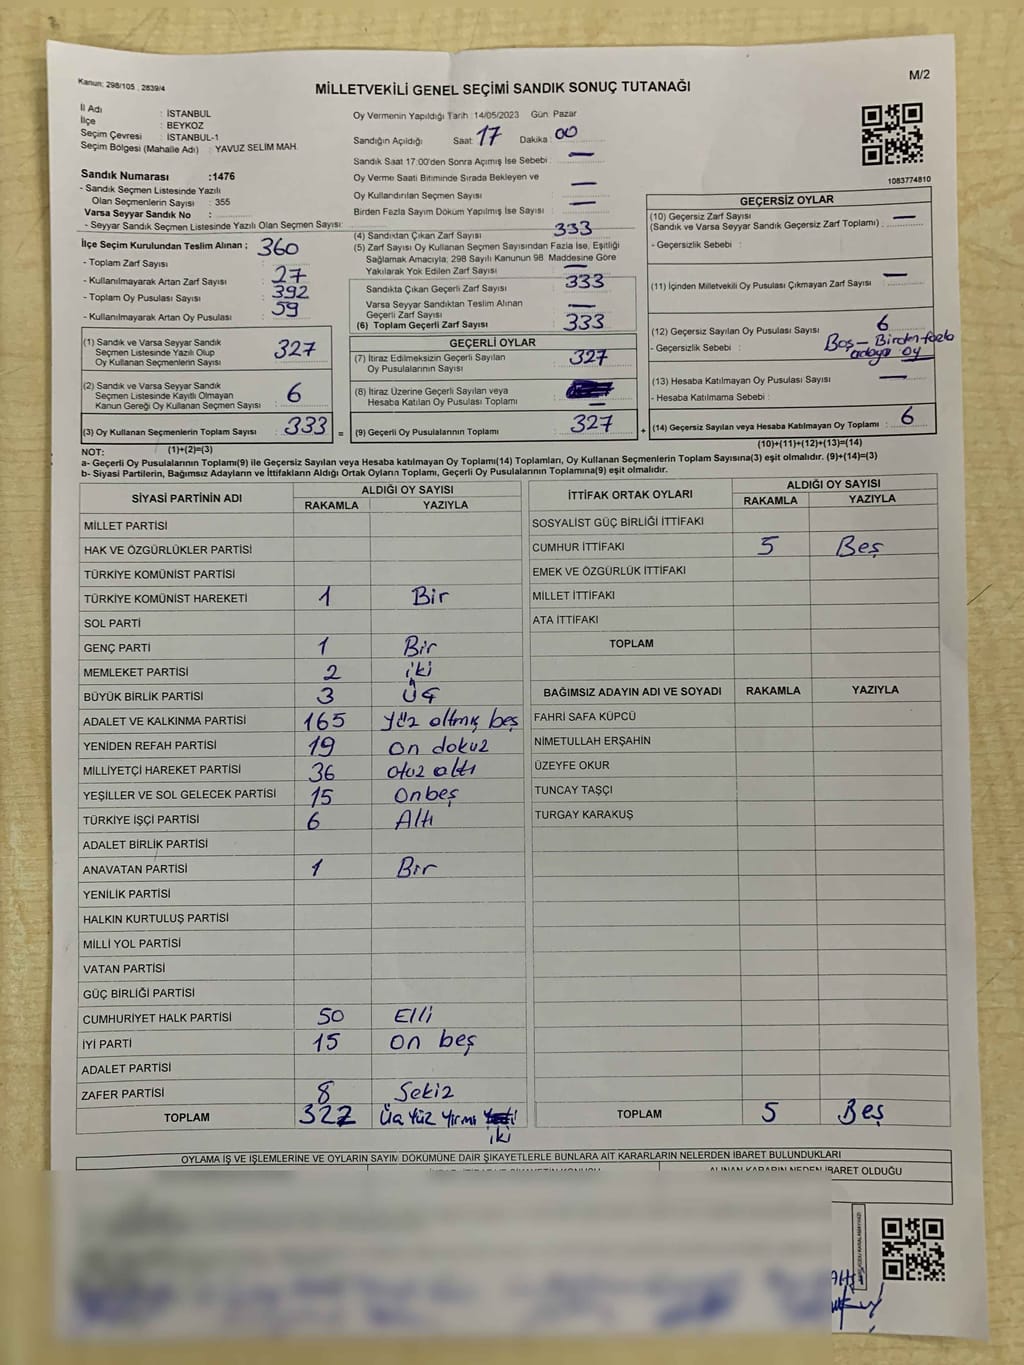 Kanun: 298/105 , 2839/4
M/2
MİLLETVEKİLİ GENEL SEÇİMİ SANDIK SONUÇ TUTANAĞI
İl Adı : İSTANBUL
İlçe : BEYKOZ
Seçim Çevresi : İSTANBUL-1
Seçim Bölgesi (Mahalle Adı) : YAVUZ SELİM MAH.
Sandık Numarası :1476
- Sandık Seçmen Listesinde Yazılı
Olan Seçmenlerin Sayısı : 355
Varsa Seyyar Sandık No :
- Seyyar Sandık Seçmen Listesinde Yazılı Olan Seçmen Sayısı:
İlçe Seçim Kurulundan Teslim Alınan ; 360
- Toplam Zarf Sayısı
- Kullanılmayarak Artan Zarf Sayısı : 27
- Toplam Oy Pusulası Sayısı : 392
- Kullanılmayarak Artan Oy Pusulası : 59
(1) Sandık ve Varsa Seyyar Sandık
Seçmen Listesinde Yazılı Olup
Oy Kullanan Seçmenlerin Sayısı 327
(2) Sandık ve Varsa Seyyar Sandık
Seçmen Listesinde Kayıtlı Olmayan
Kanun Gereği Oy Kullanan Seçmen Sayısı : 6
(3) Oy Kullanan Seçmenlerin Toplam Sayısı : 333
(1)+(2)=(3)
Oy Vermenin Yapıldığı Tarih :14/05/2023 Gün: Pazar
Sandığın Açıldığı Saat: 17 Dakika: 00
Sandık Saat 17:00'den Sonra Açımış İse Sebebi : —
Oy Verme Saati Bitiminde Sırada Bekleyen ve
Oy Kullandırılan Seçmen Sayısı : —
Birden Fazla Sayım Döküm Yapılmış İse Sayısı : —
(4) Sandıktan Çıkan Zarf Sayısı : 333
(5) Zarf Sayısı Oy Kullanan Seçmen Sayısından Fazla İse, Eşitliği
Sağlamak Amacıyla; 298 Sayılı Kanunun 98. Maddesine Göre
Yakılarak Yok Edilen Zarf Sayısı : —
Sandıkta Çıkan Geçerli Zarf Sayısı : 333
Varsa Seyyar Sandıktan Teslim Alınan
Geçerli Zarf Sayısı : —
(6) Toplam Geçerli Zarf Sayısı : 333
GEÇERLİ OYLAR
(7) İtiraz Edilmeksizin Geçerli Sayılan
Oy Pusulalarının Sayısı : 327
(8) İtiraz Üzerine Geçerli Sayılan veya
Hesaba Katılan Oy Pusulası Toplamı : —
= (9) Geçerli Oy Pusulalarının Toplamı : 327
1083774810
GEÇERSİZ OYLAR
(10) Geçersiz Zarf Sayısı
(Sandık ve Varsa Seyyar Sandık Geçersiz Zarf Toplamı) : —
- Geçersizlik Sebebi :
(11) İçinden Milletvekili Oy Pusulası Çıkmayan Zarf Sayısı : —
(12) Geçersiz Sayılan Oy Pusulası Sayısı : 6
- Geçersizlik Sebebi : Boş - Birden fazla
adaya oy
(13) Hesaba Katılmayan Oy Pusulası Sayısı : —
- Hesaba Katılmama Sebebi :
+ (14) Geçersiz Sayılan veya Hesaba Katılmayan Oy Toplamı : 6
(10)+(11)+(12)+(13)=(14)
NOT:
a- Geçerli Oy Pusulalarının Toplamı(9) ile Geçersiz Sayılan veya Hesaba katılmayan Oy Toplamı(14) Toplamları, Oy Kullanan Seçmenlerin Toplam Sayısına(3) eşit olmalıdır. (9)+(14)=(3)
b- Siyasi Partilerin, Bağımsız Adayların ve İttifakların Aldığı Ortak Oyların Toplamı, Geçerli Oy Pusulalarının Toplamına(9) eşit olmalıdır.
SİYASİ PARTİNİN ADI ALDIĞI OY SAYISI
RAKAMLA YAZIYLA
MİLLET PARTİSİ
HAK VE ÖZGÜRLÜKLER PARTİSİ
TÜRKİYE KOMÜNİST PARTİSİ
TÜRKİYE KOMÜNİST HAREKETİ 1 Bir
SOL PARTİ
GENÇ PARTİ 1 Bir
MEMLEKET PARTİSİ 2 iki
BÜYÜK BİRLİK PARTİSİ 3 Üç
ADALET VE KALKINMA PARTİSİ 165 yüz altmış beş
YENİDEN REFAH PARTİSİ 19 on dokuz
MİLLİYETÇİ HAREKET PARTİSİ 36 otuz altı
YEŞİLLER VE SOL GELECEK PARTİSİ 15 Onbeş
TÜRKİYE İŞÇİ PARTİSİ 6 Altı
ADALET BİRLİK PARTİSİ
ANAVATAN PARTİSİ 1 Bir
YENİLİK PARTİSİ
HALKIN KURTULUŞ PARTİSİ
MİLLİ YOL PARTİSİ
VATAN PARTİSİ
GÜÇ BİRLİĞİ PARTİSİ
CUMHURİYET HALK PARTİSİ 50 Elli
İYİ PARTİ 15 on beş
ADALET PARTİSİ
ZAFER PARTİSİ 8 Sekiz
TOPLAM 322 Üç Yüz Yirmi
iki
İTTİFAK ORTAK OYLARI ALDIĞI OY SAYISI
RAKAMLA YAZIYLA
SOSYALİST GÜÇ BİRLİĞİ İTTİFAKI
CUMHUR İTTİFAKI 5 Beş
EMEK VE ÖZGÜRLÜK İTTİFAKI
MİLLET İTTİFAKI
ATA İTTİFAKI
TOPLAM
BAĞIMSIZ ADAYIN ADI VE SOYADI RAKAMLA YAZIYLA
FAHRİ SAFA KÜPCÜ
NİMETULLAH ERŞAHİN
ÜZEYFE OKUR
TUNCAY TAŞÇI
TURGAY KARAKUŞ
TOPLAM 5 Beş
OYLAMA İŞ VE İŞLEMLERİNE VE OYLARIN SAYIM DÖKÜMÜNE DAİR ŞİKAYETLERLE BUNLARA AİT KARARLARIN NELERDEN İBARET BULUNDUKLARI
ALINAN KARARIN NEDEN İBARET OLDUĞU